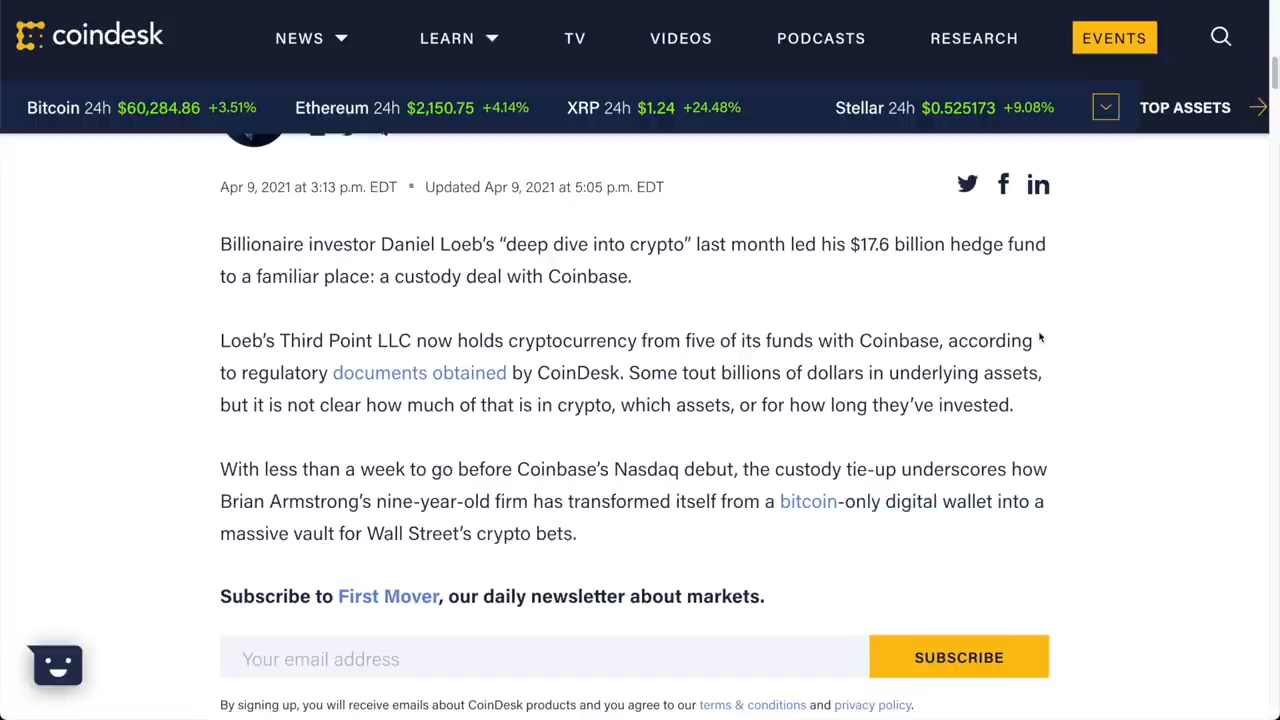 coindesk
NEWS LEARN TV VIDEOS PODCASTS RESEARCH EVENTS
Bitcoin 24h $60,284.86 +3.51% Ethereum 24h $2,150.75 +4.14% XRP 24h $1.24 +24.48% Stellar 24h $0.525173 +9.08% TOP ASSETS
Apr 9, 2021 at 3:13 p.m. EDT ▪ Updated Apr 9, 2021 at 5:05 p.m. EDT
Billionaire investor Daniel Loeb’s “deep dive into crypto” last month led his $17.6 billion hedge fund
to a familiar place: a custody deal with Coinbase.
Loeb’s Third Point LLC now holds cryptocurrency from five of its funds with Coinbase, according
to regulatory documents obtained by CoinDesk. Some tout billions of dollars in underlying assets,
but it is not clear how much of that is in crypto, which assets, or for how long they’ve invested.
With less than a week to go before Coinbase’s Nasdaq debut, the custody tie-up underscores how
Brian Armstrong’s nine-year-old firm has transformed itself from a bitcoin-only digital wallet into a
massive vault for Wall Street’s crypto bets.
Subscribe to First Mover, our daily newsletter about markets.
Your email address
SUBSCRIBE
By signing up, you will receive emails about CoinDesk products and you agree to our terms & conditions and privacy policy.